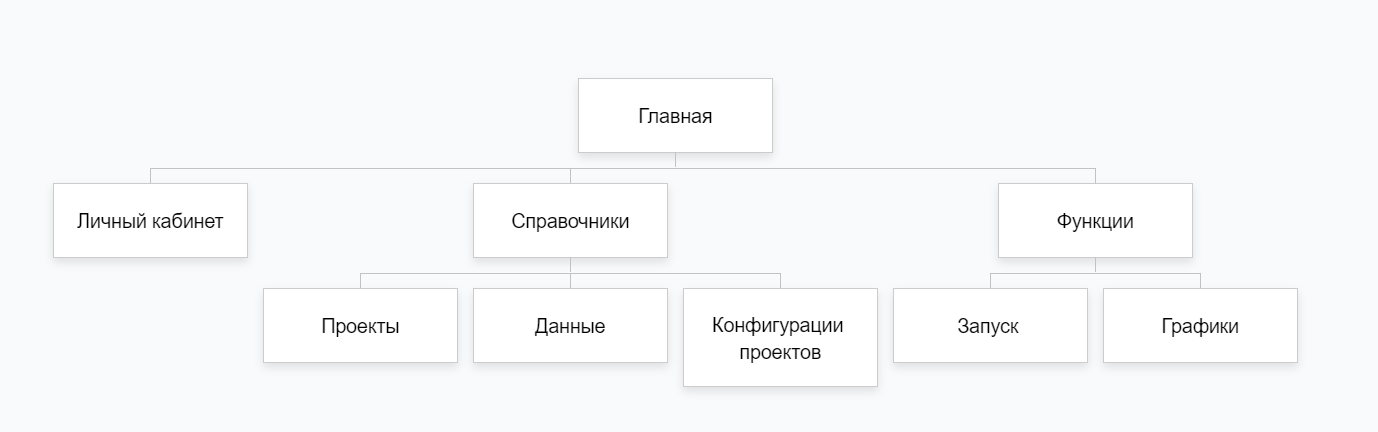 Главная
Личный кабинет
Справочники
Функции
Проекты
Данные
Конфигурации
проектов
Запуск
Графики